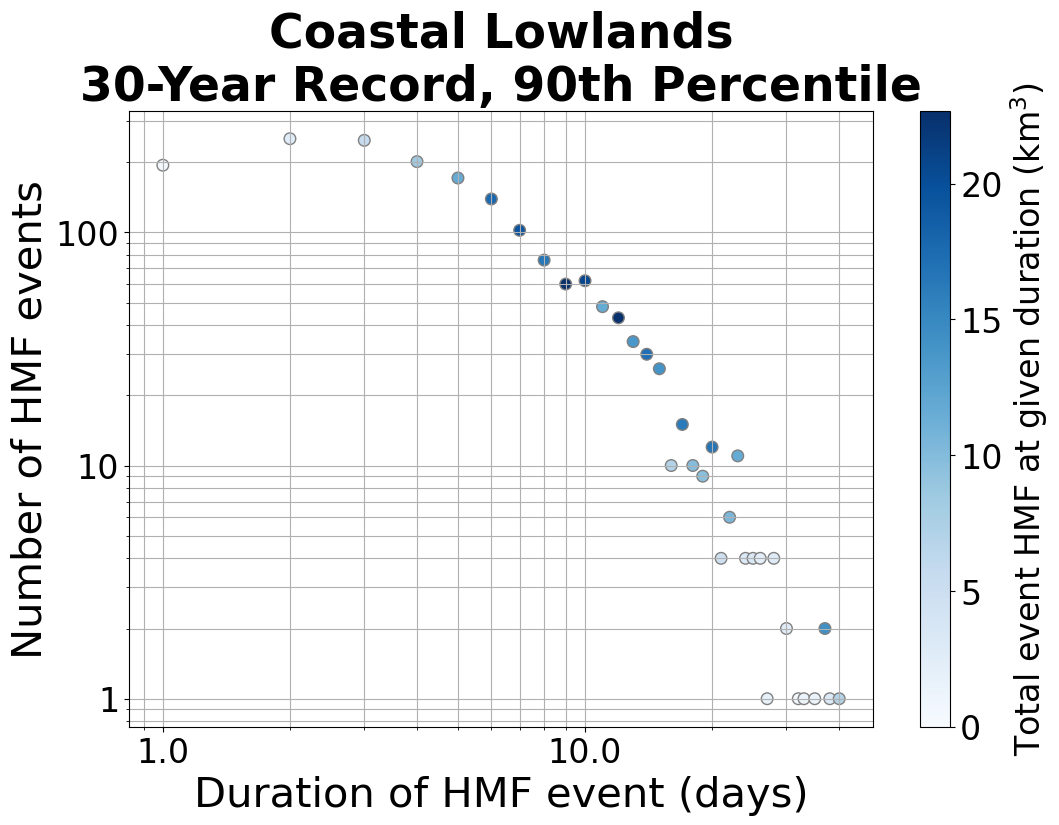 Coastal Lowlands
30-Year Record, 90th Percentile
Number of HMF events
100
10
1
1.0
10.0
Duration of HMF event (days)
20
15
10
5
0
Total event HMF at given duration (km³)